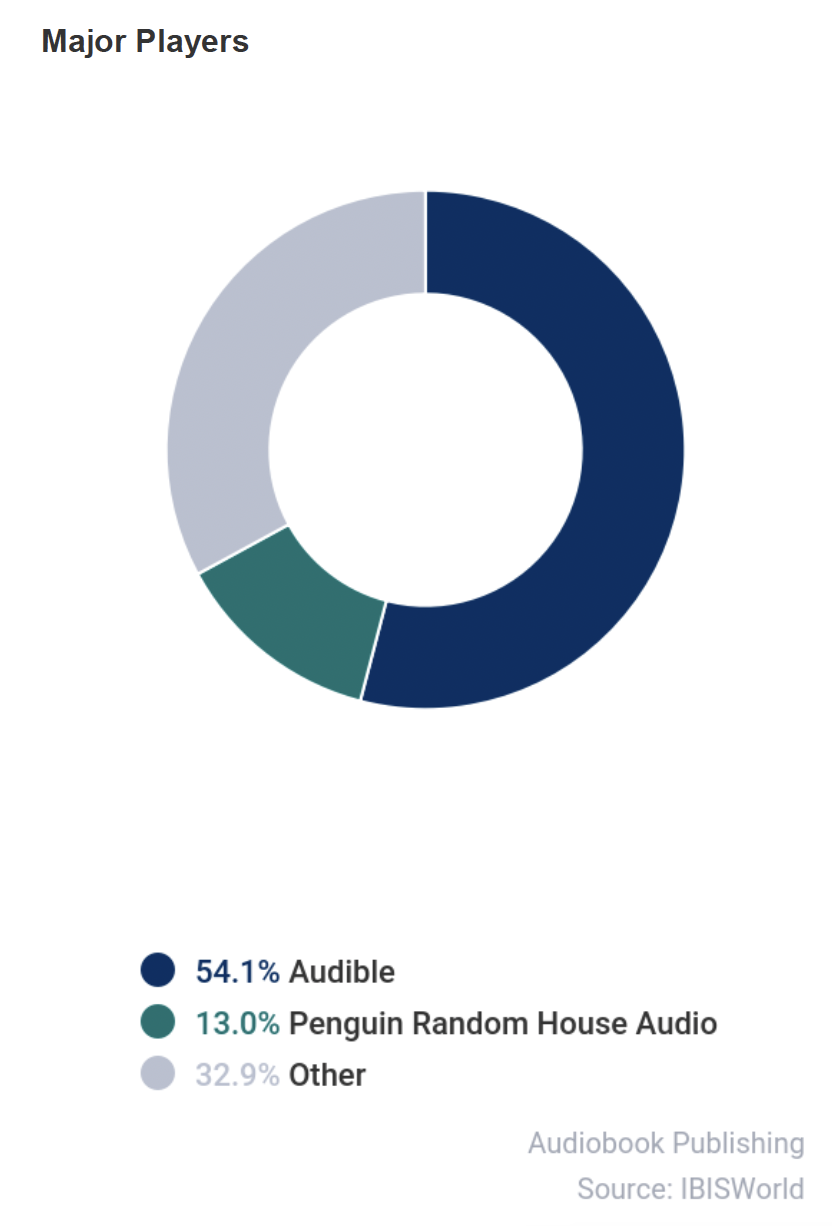 Major Players
54.1% Audible
13.0% Penguin Random House Audio
32.9% Other
Audiobook Publishing
Source: IBISWorld